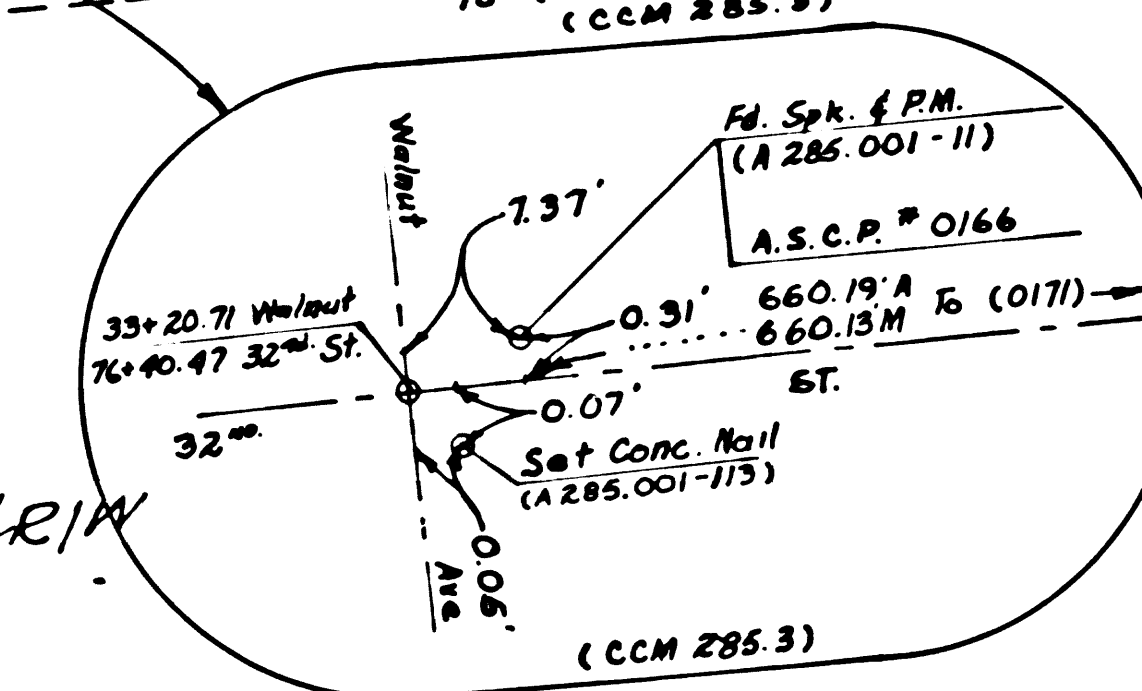 (CCM 285.3)
Fd. Spk. & P.M.
(A 285.001-11)
A.S.C.P. # 0166
Walnut
7.37'
33+20.71 Walnut
76+40.47 32nd. St.
0.31'
660.19'A
660.13'M
To (0171)
ST.
0.07'
32nd.
Set Conc. Nail
(A 285.001-113)
R/W
0.06'
Ave
(CCM 285.3)